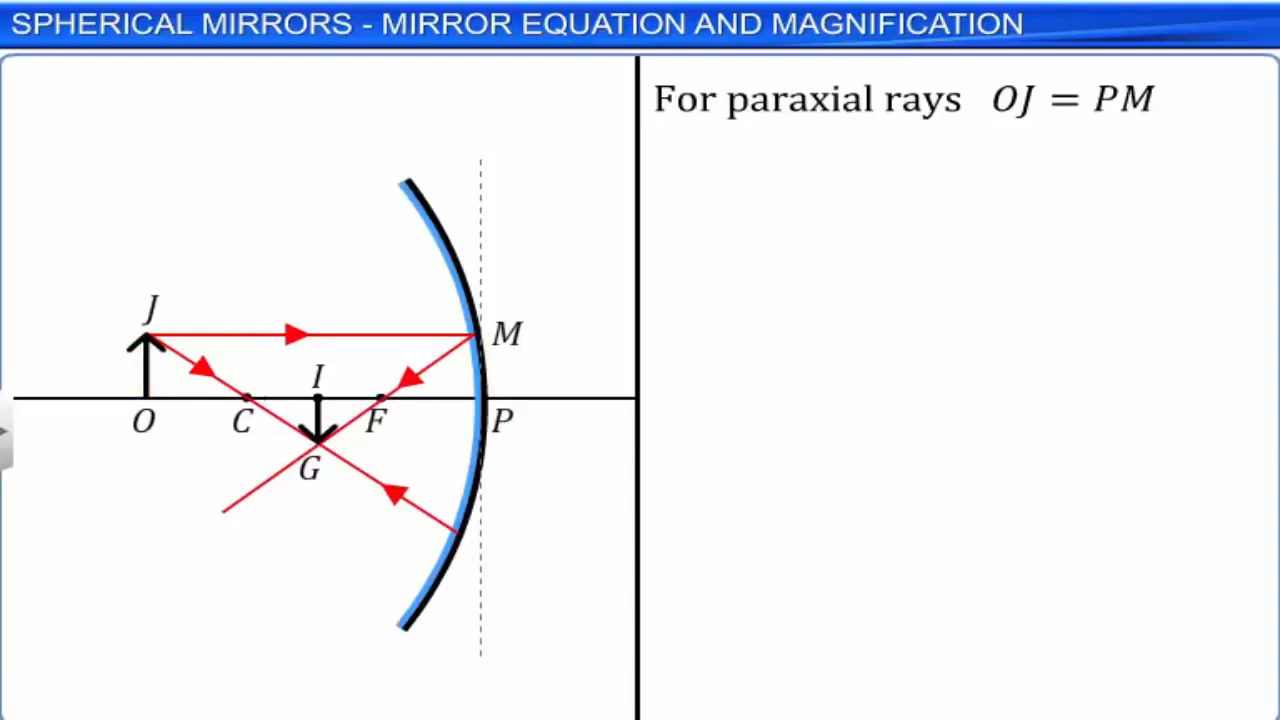 SPHERICAL MIRRORS - MIRROR EQUATION AND MAGNIFICATION
For paraxial rays OJ = PM
J
M
I
O
C
F
P
G